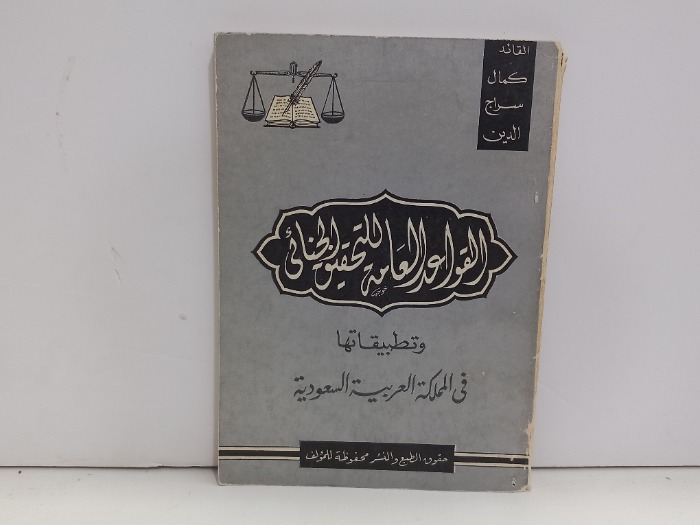 القائد
كمال
سراج
الدين
القواعد العامة للتحقيق الجنائي
وتطبيقاتها
في المملكة العربية السعودية
حقوق الطبع والنشر محفوظة للمؤلف